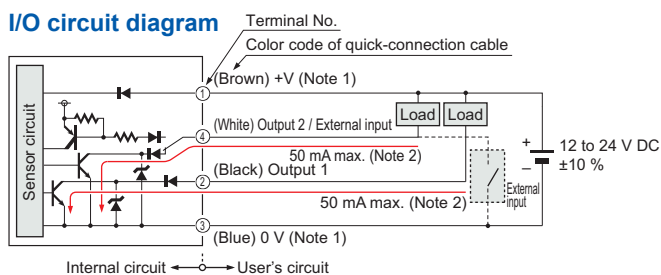 I/O circuit diagram
Terminal No.
Color code of quick-connection cable
Sensor circuit
1
(Brown) +V (Note 1)
Load
Load
4
(White) Output 2 / External input
50 mA max. (Note 2)
+
12 to 24 V DC
–
±10 %
2
(Black) Output 1
50 mA max. (Note 2)
External
input
3
(Blue) 0 V (Note 1)
Internal circuit
User's circuit